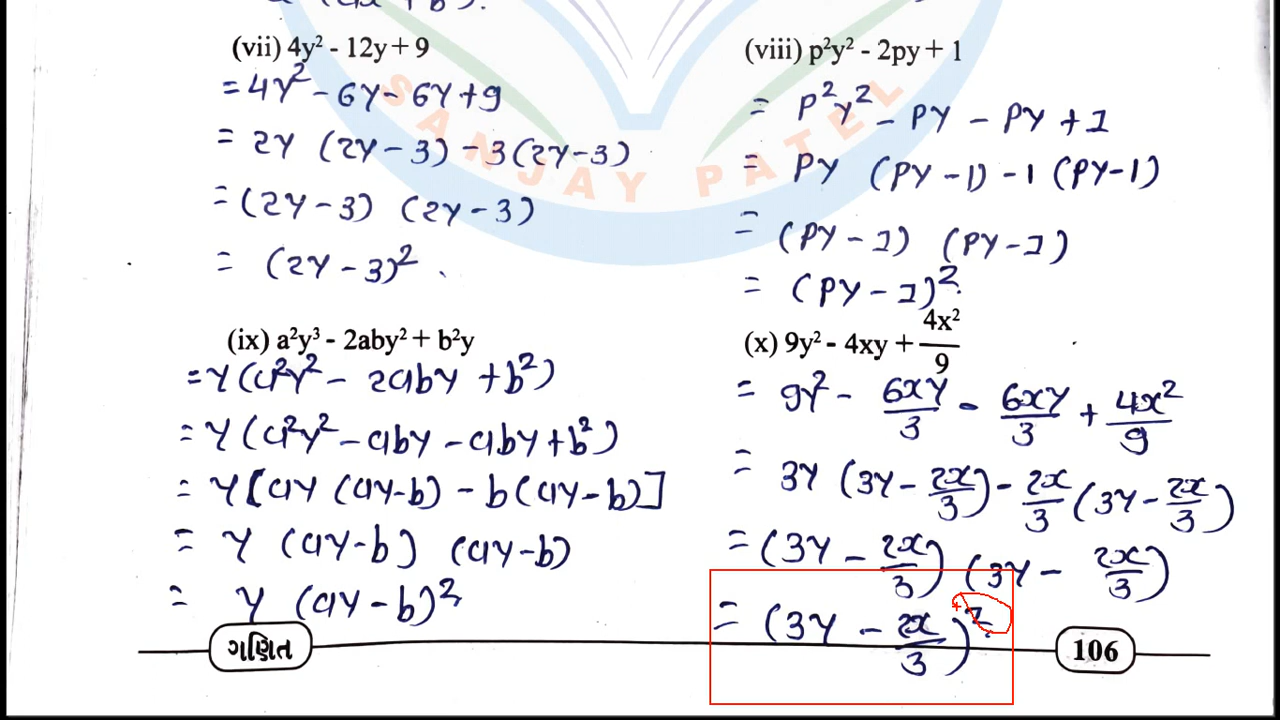 (vii) 4y² - 12y + 9
= 4y² - 6y - 6y + 9
= 2y (2y - 3) - 3(2y - 3)
= (2y - 3) (2y - 3)
= (2y - 3)²
(viii) p²y² - 2py + 1
= p²y² - py - py + 1
= py (py - 1) - 1 (py - 1)
= (py - 1) (py - 1)
= (py - 1)²
(ix) a²y³ - 2aby² + b²y
= y(a²y² - 2aby + b²)
= y(a²y² - aby - aby + b²)
= y[ay (ay - b) - b(ay - b)]
= y (ay - b) (ay - b)
= y (ay - b)²
(x) 9y² - 4xy + 4x²/9
= 9y² - 6xy/3 - 6xy/3 + 4x²/9
= 3y (3y - 2x/3) - 2x/3 (3y - 2x/3)
= (3y - 2x/3) (3y - 2x/3)
= (3y - 2x/3)²
SANJAY PATEL
ગણિત
106